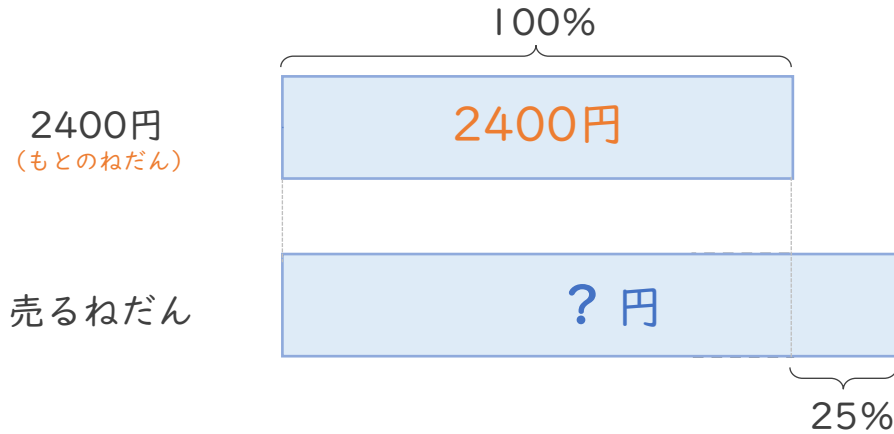 100%
2400円
(もとのねだん)
2400円
売るねだん
? 円
25%